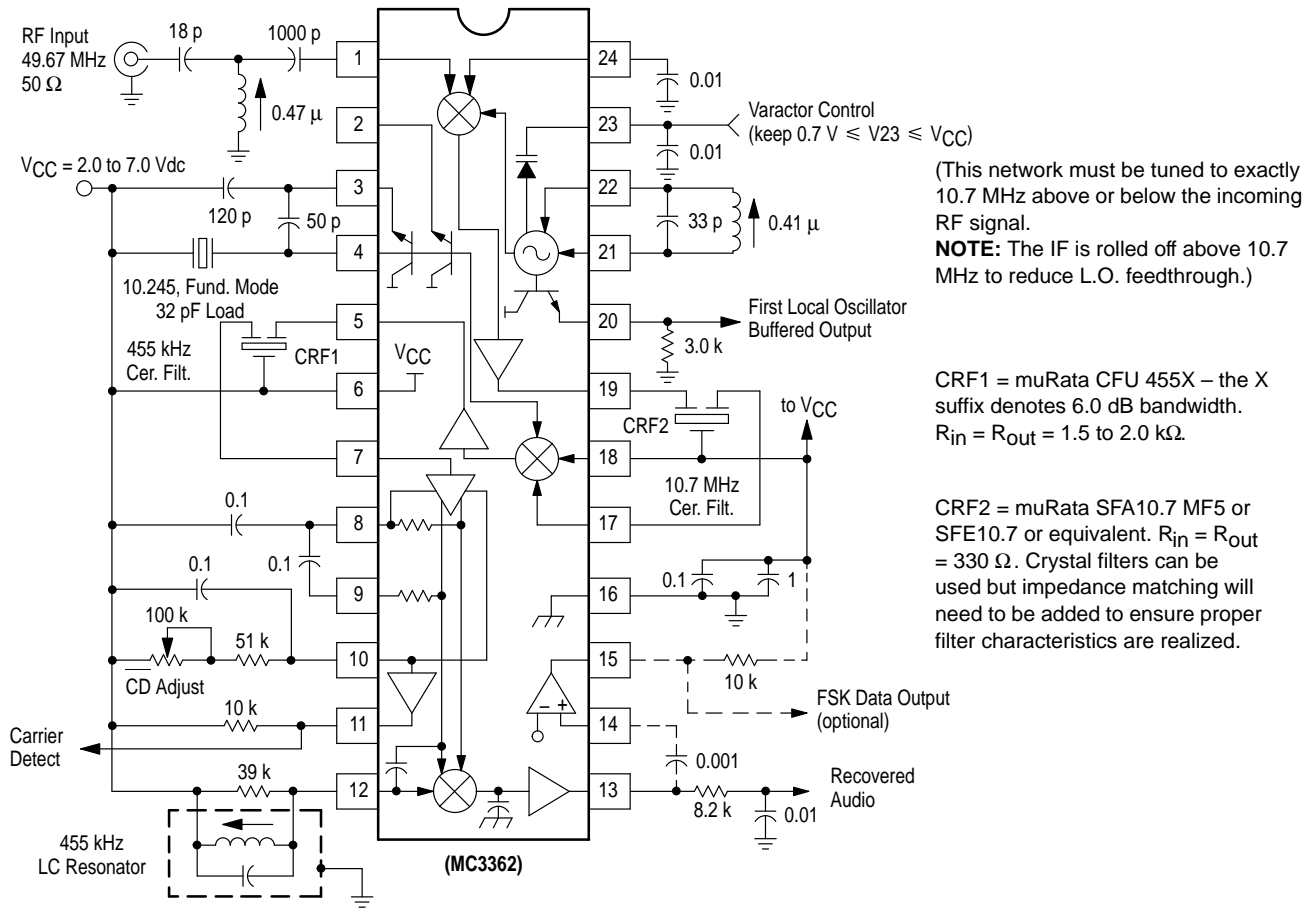 RF Input
49.67 MHz
50 Ω
18 p
1000 p
0.47 µ
VCC = 2.0 to 7.0 Vdc
120 p
50 p
10.245, Fund. Mode
32 pF Load
455 kHz
Cer. Filt.
CRF1
0.1
0.1
0.1
100 k
51 k
CD Adjust
10 k
Carrier
Detect
39 k
455 kHz
LC Resonator
1
2
3
4
5
6
7
8
9
10
11
12
VCC
– +
(MC3362)
24
23
22
21
20
19
18
17
16
15
14
13
0.01
Varactor Control
(keep 0.7 V ≤ V23 ≤ VCC)
0.01
33 p
0.41 µ
First Local Oscillator
Buffered Output
3.0 k
to VCC
CRF2
10.7 MHz
Cer. Filt.
0.1
1
10 k
FSK Data Output
(optional)
0.001
8.2 k
0.01
Recovered
Audio
(This network must be tuned to exactly
10.7 MHz above or below the incoming
RF signal.
NOTE: The IF is rolled off above 10.7
MHz to reduce L.O. feedthrough.)
CRF1 = muRata CFU 455X – the X
suffix denotes 6.0 dB bandwidth.
Rin = Rout = 1.5 to 2.0 kΩ.
CRF2 = muRata SFA10.7 MF5 or
SFE10.7 or equivalent. Rin = Rout
= 330 Ω. Crystal filters can be
used but impedance matching will
need to be added to ensure proper
filter characteristics are realized.